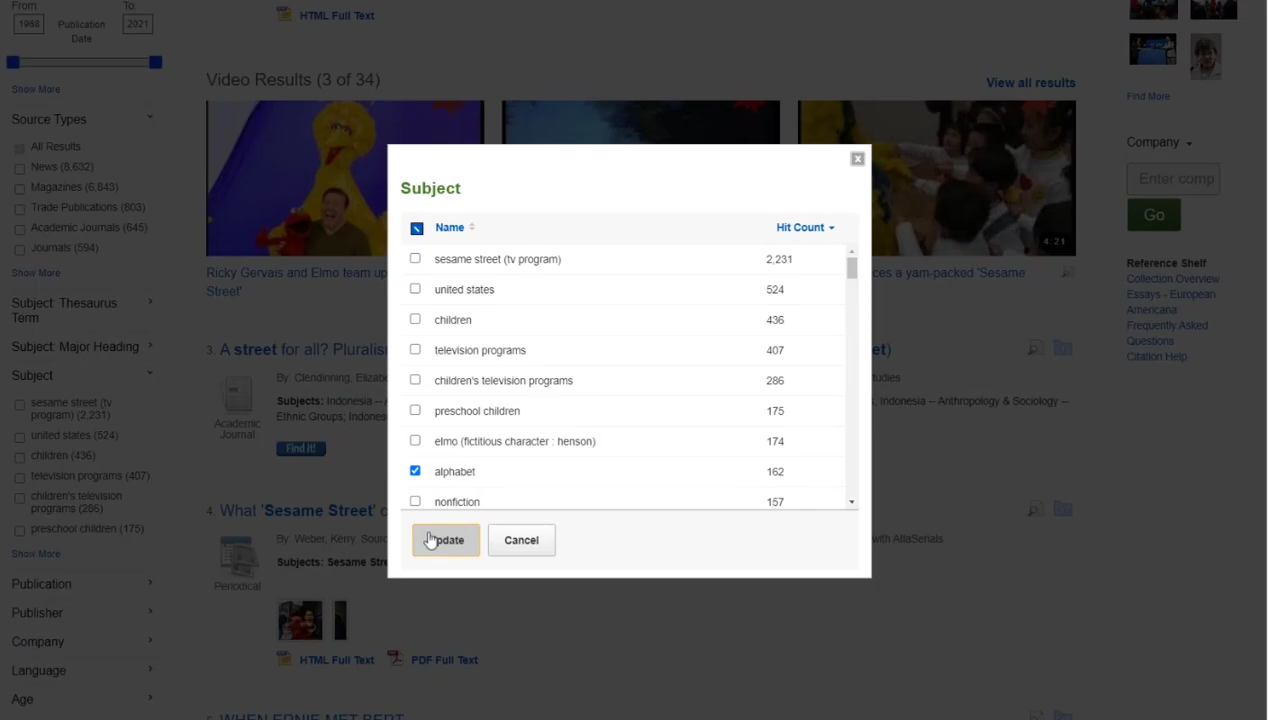 From:
To:
1968
Publication
Date
2021
Show More
Source Types
All Results
News (8,632)
Magazines (6,843)
Trade Publications (803)
Academic Journals (645)
Journals (594)
Show More
Subject: Thesaurus
Term
Subject: Major Heading
Subject
sesame street (tv
program) (2,231)
united states (524)
children (436)
television programs (407)
children's television
programs (286)
preschool children (175)
Show More
Publication
Publisher
Company
Language
Age
HTML Full Text
Video Results (3 of 34)
View all results
4:21
Ricky Gervais and Elmo team up
Street'
ces a yam-packed 'Sesame
3. A street for all? Pluralis
et)
By: Clendinning, Elizabe
tudies
Subjects: Indonesia -- A
, Indonesia -- Anthropology & Sociology --
Ethnic Groups; Indones
Academic
Journal
Find It!
4. What 'Sesame Street' c
By: Weber, Kerry. Sourc
with AtlaSerials
Subjects: Sesame Stre
Periodical
HTML Full Text
PDF Full Text
WHEN ERNIE MET BERT
Subject
Name
Hit Count
sesame street (tv program) 2,231
united states 524
children 436
television programs 407
children's television programs 286
preschool children 175
elmo (fictitious character : henson) 174
alphabet 162
nonfiction 157
pdate
Cancel
Find More
Company
Enter comp
Go
Reference Shelf
Collection Overview
Essays - European
Americana
Frequently Asked
Questions
Citation Help